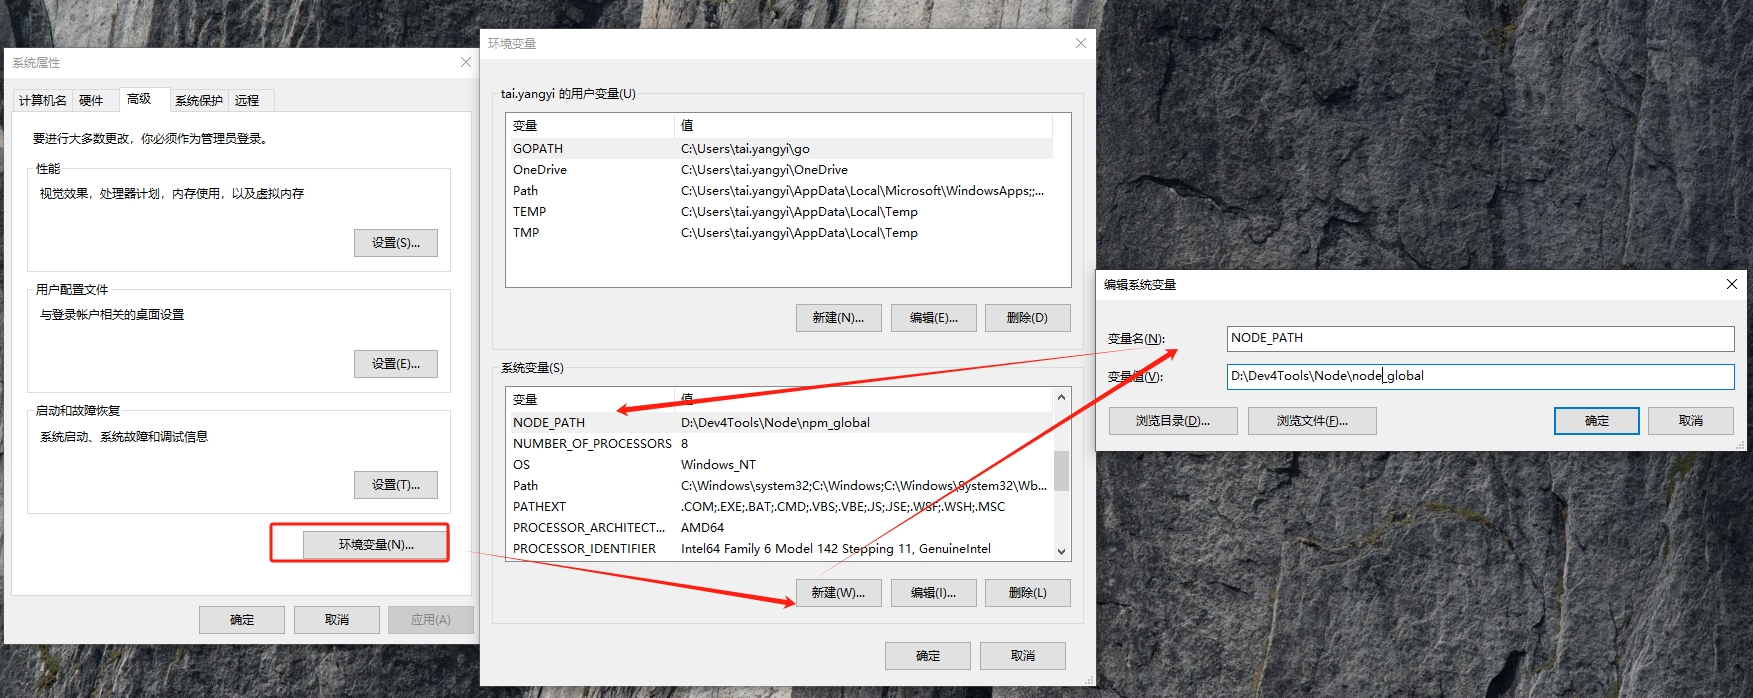 系统属性
计算机名 硬件 高级 系统保护 远程
要进行大多数更改，你必须作为管理员登录。
性能
视觉效果，处理器计划，内存使用，以及虚拟内存
设置(S)...
用户配置文件
与登录帐户相关的桌面设置
设置(E)...
启动和故障恢复
系统启动、系统故障和调试信息
设置(T)...
环境变量(N)...
确定 取消 应用(A)
环境变量
tai.yangyi 的用户变量(U)
变量 值
GOPATH C:\Users\tai.yangyi\go
OneDrive C:\Users\tai.yangyi\OneDrive
Path C:\Users\tai.yangyi\AppData\Local\Microsoft\WindowsApps;;...
TEMP C:\Users\tai.yangyi\AppData\Local\Temp
TMP C:\Users\tai.yangyi\AppData\Local\Temp
新建(N)... 编辑(E)... 删除(D)
系统变量(S)
变量 值
NODE_PATH D:\Dev4Tools\Node\npm_global
NUMBER_OF_PROCESSORS 8
OS Windows_NT
Path C:\Windows\system32;C:\Windows;C:\Windows\System32\Wb...
PATHEXT .COM;.EXE;.BAT;.CMD;.VBS;.VBE;.JS;.JSE;.WSF;.WSH;.MSC
PROCESSOR_ARCHITECT... AMD64
PROCESSOR_IDENTIFIER Intel64 Family 6 Model 142 Stepping 11, GenuineIntel
新建(W)... 编辑(I)... 删除(L)
确定 取消
编辑系统变量
变量名(N): NODE_PATH
变量值(V): D:\Dev4Tools\Node\node_global
浏览目录(D)... 浏览文件(F)... 确定 取消